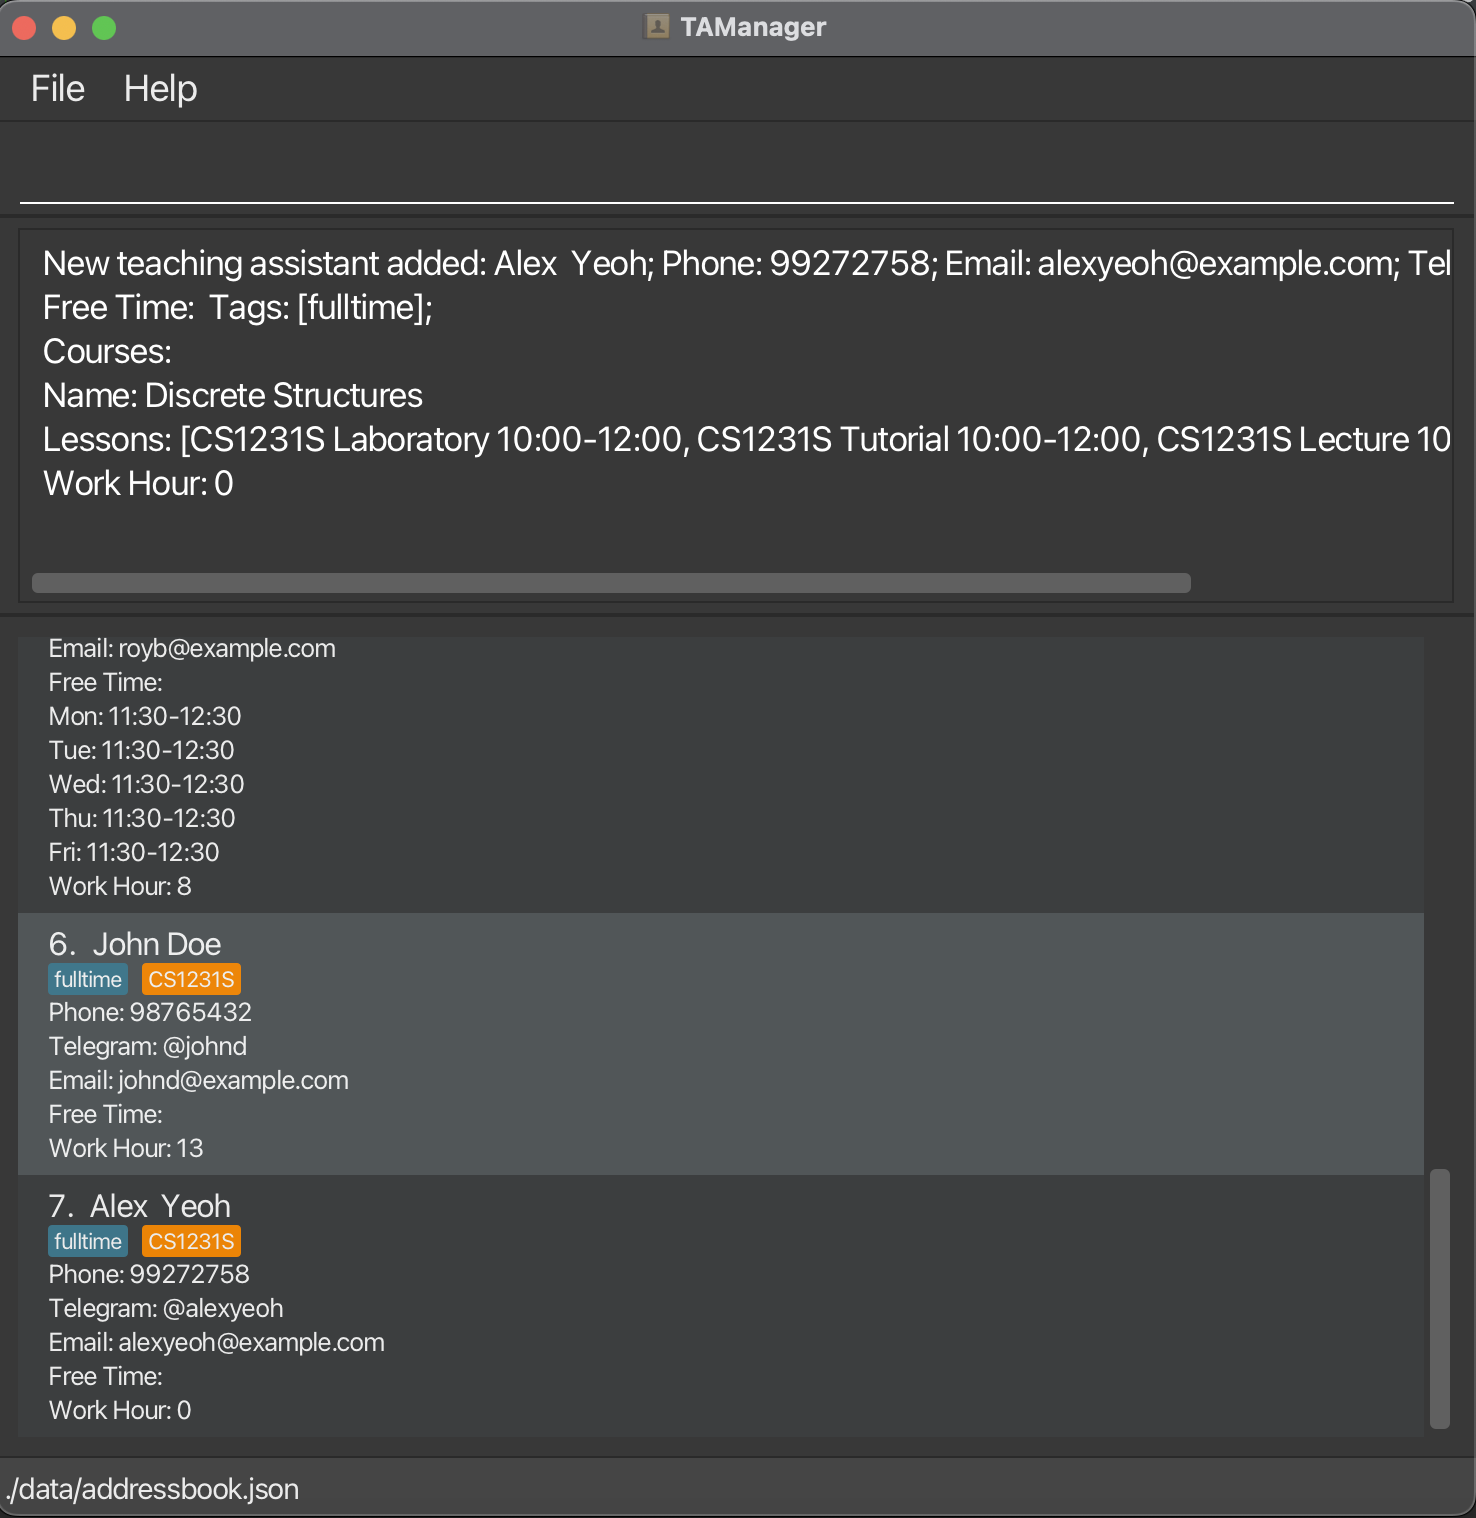 TAManager
File Help
New teaching assistant added: Alex  Yeoh; Phone: 99272758; Email: alexyeoh@example.com; Tel
Free Time:  Tags: [fulltime];
Courses:
Name: Discrete Structures
Lessons: [CS1231S Laboratory 10:00-12:00, CS1231S Tutorial 10:00-12:00, CS1231S Lecture 10
Work Hour: 0
Email: royb@example.com
Free Time:
Mon: 11:30-12:30
Tue: 11:30-12:30
Wed: 11:30-12:30
Thu: 11:30-12:30
Fri: 11:30-12:30
Work Hour: 8
6. John Doe
fulltime CS1231S
Phone: 98765432
Telegram: @johnd
Email: johnd@example.com
Free Time:
Work Hour: 13
7. Alex  Yeoh
fulltime CS1231S
Phone: 99272758
Telegram: @alexyeoh
Email: alexyeoh@example.com
Free Time:
Work Hour: 0
./data/addressbook.json